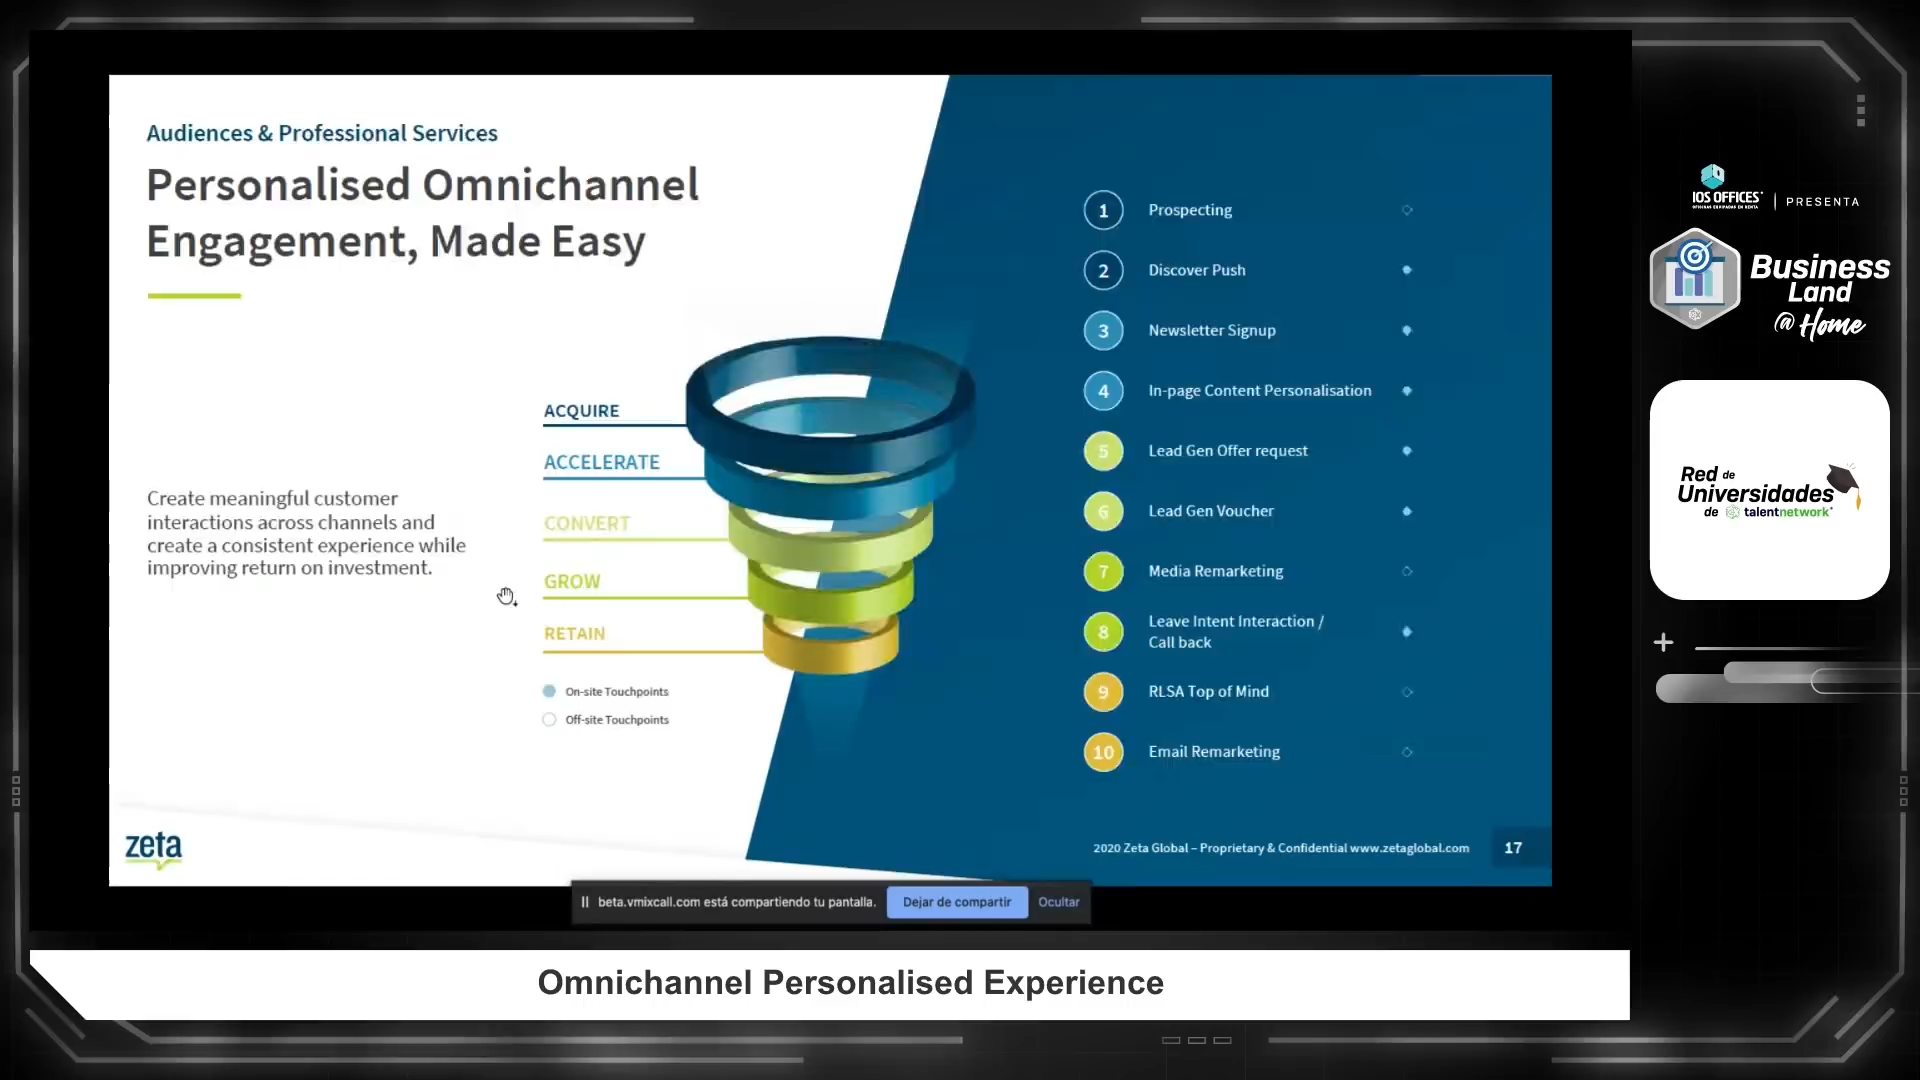 Audiences & Professional Services
Personalised Omnichannel
Engagement, Made Easy
Create meaningful customer
interactions across channels and
create a consistent experience while
improving return on investment.
ACQUIRE
ACCELERATE
CONVERT
GROW
RETAIN
On-site Touchpoints
Off-site Touchpoints
1 Prospecting
2 Discover Push
3 Newsletter Signup
4 In-page Content Personalisation
5 Lead Gen Offer request
6 Lead Gen Voucher
7 Media Remarketing
8 Leave Intent Interaction /
Call back
9 RLSA Top of Mind
10 Email Remarketing
zeta
2020 Zeta Global – Proprietary & Confidential www.zetaglobal.com 17
beta.vmixcall.com está compartiendo tu pantalla. Dejar de compartir Ocultar
Omnichannel Personalised Experience
IOS OFFICES | PRESENTA
OFICINAS EQUIPADAS EN RENTA
Business
Land
@ Home
Red de
Universidades
de talentnetwork